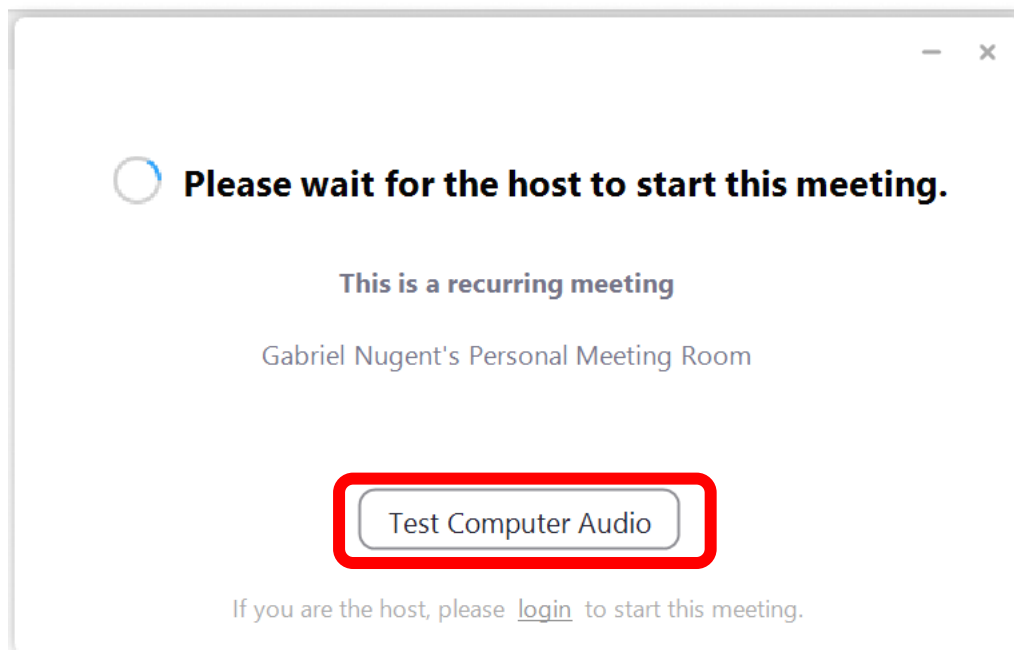 Please wait for the host to start this meeting.
This is a recurring meeting
Gabriel Nugent's Personal Meeting Room
Test Computer Audio
If you are the host, please login to start this meeting.